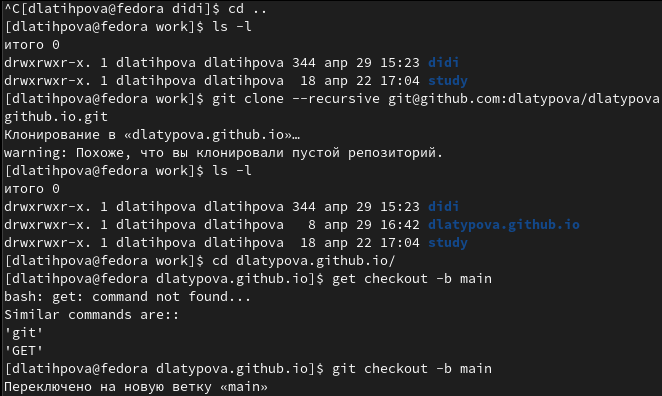 ^C[dlatihpova@fedora didi]$ cd ..
[dlatihpova@fedora work]$ ls -l
итого 0
drwxrwxr-x. 1 dlatihpova dlatihpova 344 апр 29 15:23 didi
drwxrwxr-x. 1 dlatihpova dlatihpova  18 апр 22 17:04 study
[dlatihpova@fedora work]$ git clone --recursive git@github.com:dlatypova/dlatypova
github.io.git
Клонирование в «dlatypova.github.io»…
warning: Похоже, что вы клонировали пустой репозиторий.
[dlatihpova@fedora work]$ ls -l
итого 0
drwxrwxr-x. 1 dlatihpova dlatihpova 344 апр 29 15:23 didi
drwxrwxr-x. 1 dlatihpova dlatihpova   8 апр 29 16:42 dlatypova.github.io
drwxrwxr-x. 1 dlatihpova dlatihpova  18 апр 22 17:04 study
[dlatihpova@fedora work]$ cd dlatypova.github.io/
[dlatihpova@fedora dlatypova.github.io]$ get checkout -b main
bash: get: command not found...
Similar commands are::
'git'
'GET'
[dlatihpova@fedora dlatypova.github.io]$ git checkout -b main
Переключено на новую ветку «main»